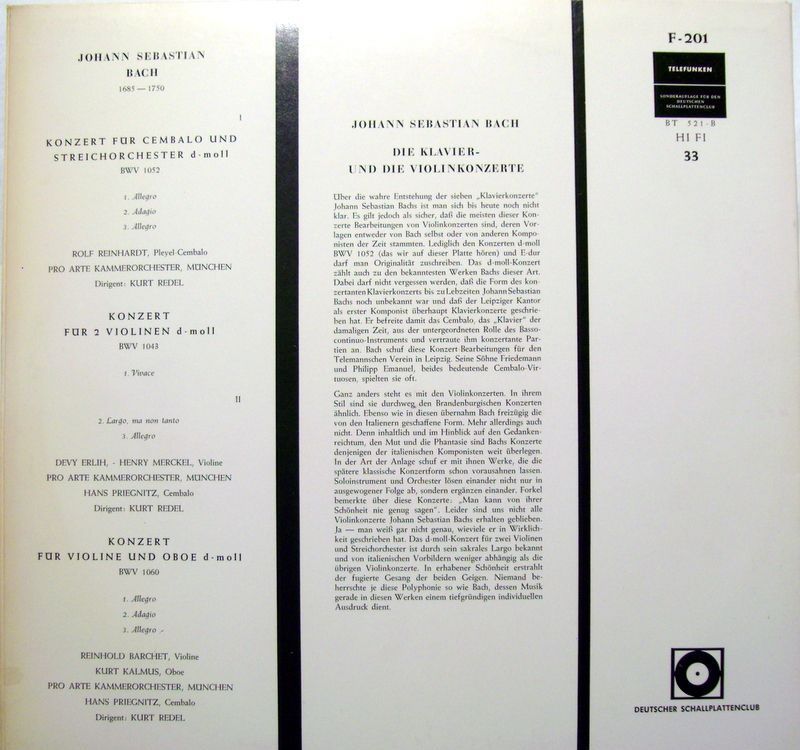 JOHANN SEBASTIAN
BACH
1685 — 1750
I
KONZERT FÜR CEMBALO UND
STREICHORCHESTER d-moll
BWV 1052
1. Allegro
2. Adagio
3. Allegro
ROLF REINHARDT, Pleyel-Cembalo
PRO ARTE KAMMERORCHESTER, MÜNCHEN
Dirigent: KURT REDEL
KONZERT
FÜR 2 VIOLINEN d-moll
BWV 1043
1. Vivace
II
2. Largo, ma non tanto
3. Allegro
DEVY ERLIH, - HENRY MERCKEL, Violine
PRO ARTE KAMMERORCHESTER, MÜNCHEN
HANS PRIEGNITZ, Cembalo
Dirigent: KURT REDEL
KONZERT
FÜR VIOLINE UND OBOE d-moll
BWV 1060
1. Allegro
2. Adagio
3. Allegro
REINHOLD BARCHET, Violine
KURT KALMUS, Oboe
PRO ARTE KAMMERORCHESTER, MÜNCHEN
HANS PRIEGNITZ, Cembalo
Dirigent: KURT REDEL
JOHANN SEBASTIAN BACH
DIE KLAVIER-
UND DIE VIOLINKONZERTE
Über die wahre Entstehung der sieben „Klavierkonzerte“
Johann Sebastian Bachs ist man sich bis heute noch nicht
klar. Es gilt jedoch als sicher, daß die meisten dieser Kon-
zerte Bearbeitungen von Violinkonzerten sind, deren Vor-
lagen entweder von Bach selbst oder von anderen Kompo-
nisten der Zeit stammten. Lediglich den Konzerten d-moll
BWV 1052 (das wir auf dieser Platte hören) und E-dur
darf man Originalität zuschreiben. Das d-moll-Konzert
zählt auch zu den bekanntesten Werken Bachs dieser Art.
Dabei darf nicht vergessen werden, daß die Form des kon-
zertanten Klavierkonzerts bis zu Lebzeiten Johann Sebastian
Bachs noch unbekannt war und daß der Leipziger Kantor
als erster Komponist überhaupt Klavierkonzerte geschrie-
ben hat. Er befreite damit das Cembalo, das „Klavier“ der
damaligen Zeit, aus der untergeordneten Rolle des Basso-
continuo-Instruments und vertraute ihm konzertante Par-
tien an. Bach schuf diese Konzert-Bearbeitungen für den
Telemannschen Verein in Leipzig. Seine Söhne Friedemann
und Philipp Emanuel, beides bedeutende Cembalo-Vir-
tuosen, spielten sie oft.
Ganz anders steht es mit den Violinkonzerten. In ihrem
Stil sind sie durchweg den Brandenburgischen Konzerten
ähnlich. Ebenso wie in diesen übernahm Bach freizügig die
von den Italienern geschaffene Form. Mehr allerdings auch
nicht. Denn inhaltlich und im Hinblick auf den Gedanken-
reichtum, den Mut und die Phantasie sind Bachs Konzerte
denjenigen der italienischen Komponisten weit überlegen.
In der Art der Anlage schuf er mit ihnen Werke, die die
spätere klassische Konzertform schon vorausahnen lassen.
Soloinstrument und Orchester lösen einander nicht nur in
ausgewogener Folge ab, sondern ergänzen einander. Forkel
bemerkte über diese Konzerte: „Man kann von ihrer
Schönheit nie genug sagen“. Leider sind uns nicht alle
Violinkonzerte Johann Sebastian Bachs erhalten geblieben.
Ja — man weiß gar nicht genau, wieviele er in Wirklich-
keit geschrieben hat. Das d-moll-Konzert für zwei Violinen
und Streichorchester ist durch sein sakrales Largo bekannt
und von italienischen Vorbildern weniger abhängig als die
übrigen Violinkonzerte. In erhabener Schönheit erstrahlt
der fugierte Gesang der beiden Geigen. Niemand be-
herrschte je diese Polyphonie so wie Bach, dessen Musik
gerade in diesen Werken einem tiefgründigen individuellen
Ausdruck dient.
F-201
TELEFUNKEN
SONDERAUFLAGE FÜR DEN
DEUTSCHEN
SCHALLPLATTENCLUB
BT 521-B
HI FI
33
DEUTSCHER SCHALLPLATTENCLUB